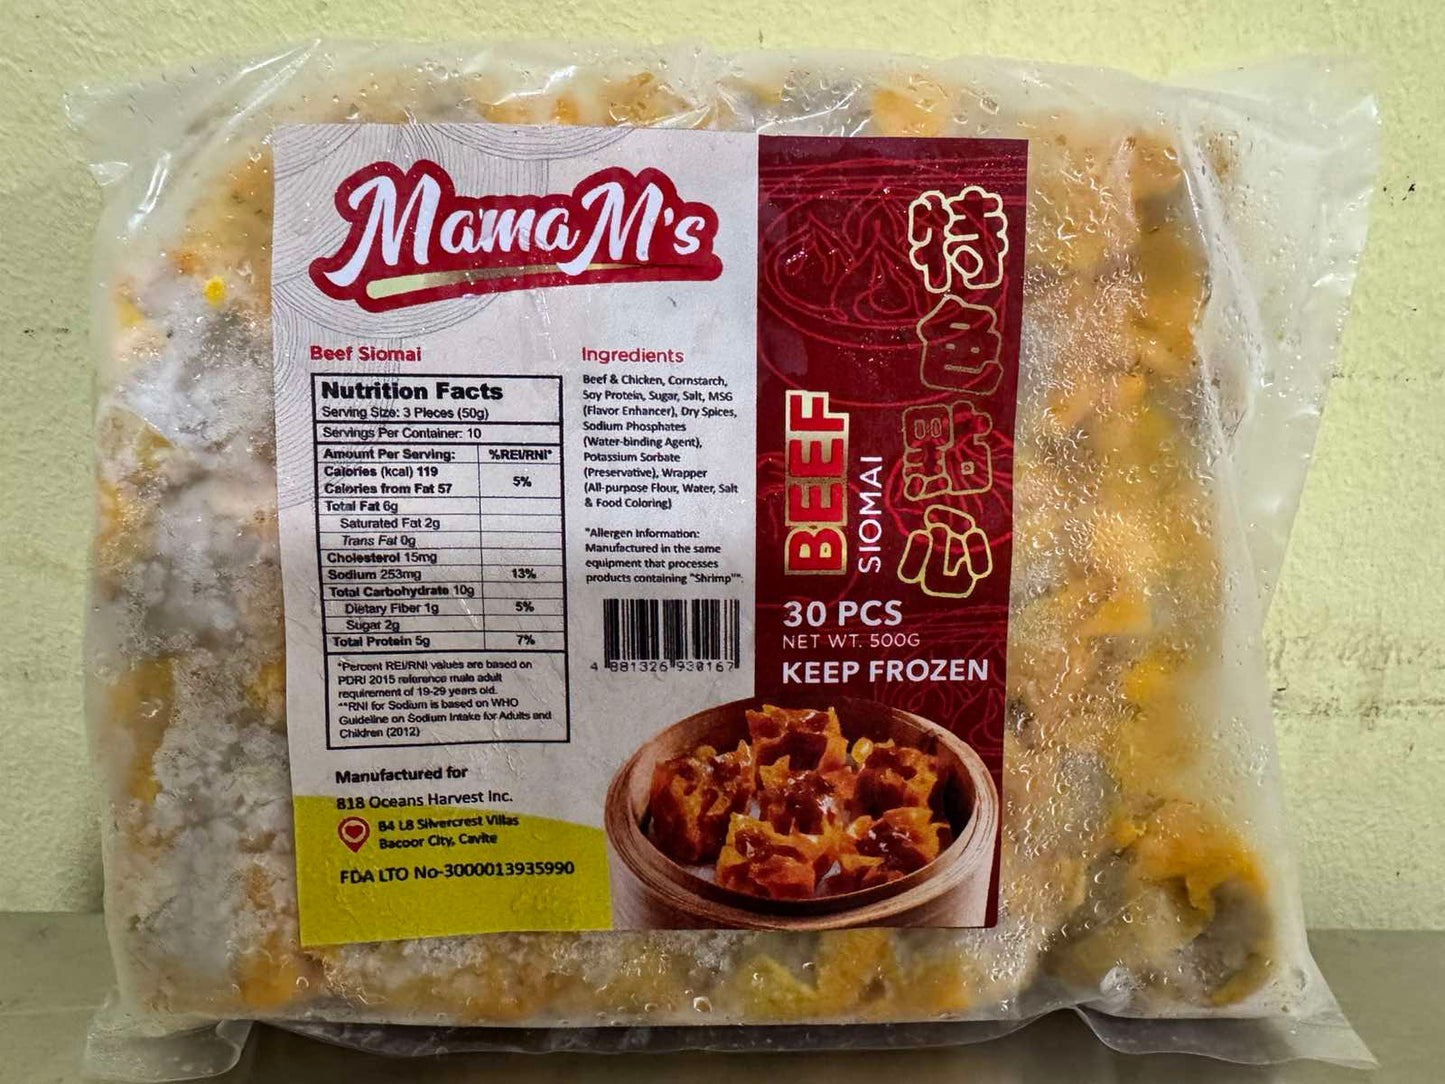 Mama M's
Beef Siomai
Nutrition Facts
Serving Size: 3 Pieces (50g)
Servings Per Container: 10
Amount Per Serving: %REI/RNI*
Calories (kcal) 119
Calories from Fat 57
5%
Total Fat 6g
Saturated Fat 2g
Trans Fat 0g
Cholesterol 15mg
Sodium 253mg 13%
Total Carbohydrate 10g
Dietary Fiber 1g 5%
Sugar 2g
Total Protein 5g 7%
*Percent REI/RNI values are based on
PDRI 2015 reference male adult
requirement of 19-29 years old.
**RNI for Sodium is based on WHO
Guideline on Sodium Intake for Adults and
Children (2012)
Manufactured for
818 Oceans Harvest Inc.
B4 L8 Silvercrest Villas
Bacoor City, Cavite
FDA LTO No-3000013935990
Ingredients
Beef & Chicken, Cornstarch,
Soy Protein, Sugar, Salt, MSG
(Flavor Enhancer), Dry Spices,
Sodium Phosphates
(Water-binding Agent),
Potassium Sorbate
(Preservative), Wrapper
(All-purpose Flour, Water, Salt
& Food Coloring)
*Allergen Information:
Manufactured in the same
equipment that processes
products containing "Shrimp"*.
4 881326 930167
BEEF
SIOMAI
特色點心
30 PCS
NET WT. 500G
KEEP FROZEN